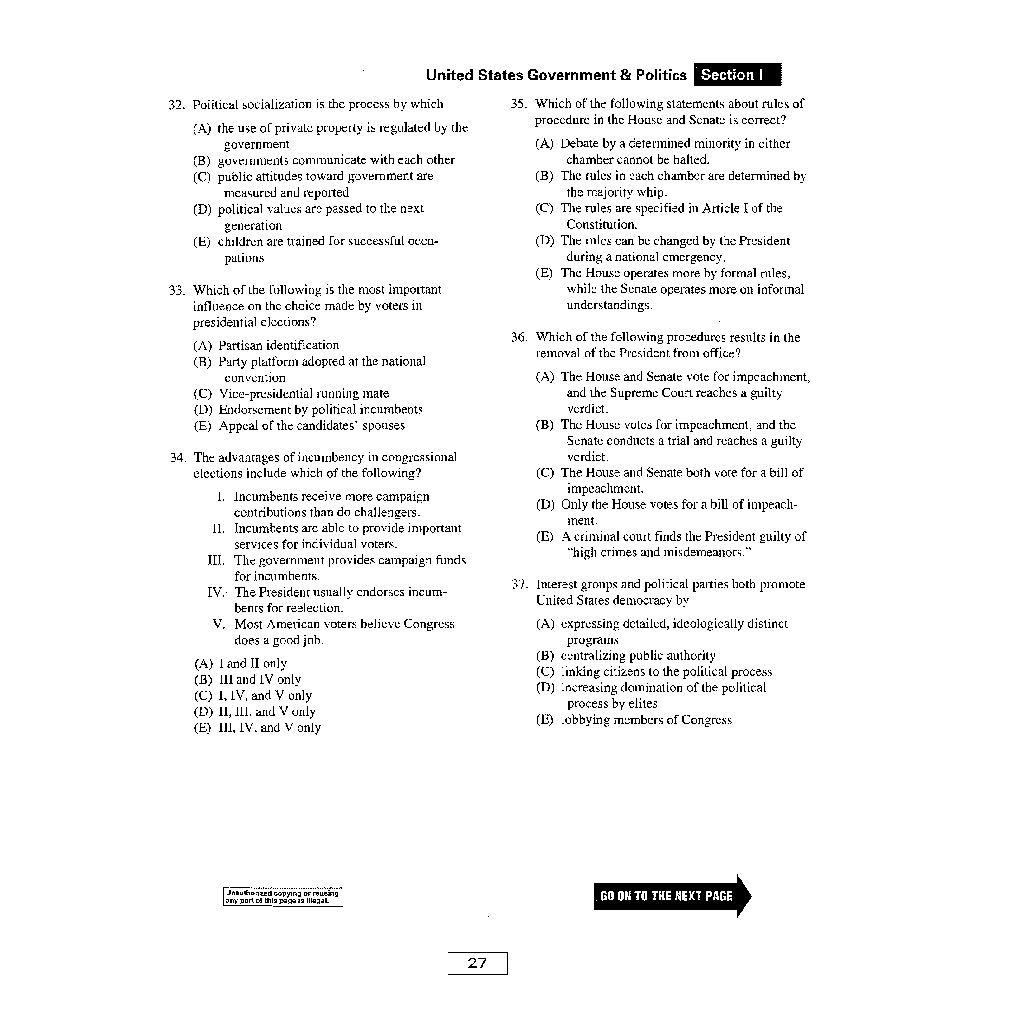 United States Government & Politics Section I
32. Political socialization is the process by which
(A) the use of private property is regulated by the
government
(B) governments communicate with each other
(C) public attitudes toward government are
measured and reported
(D) political values are passed to the next
generation
(E) children are trained for successful occu-
pations
33. Which of the following is the most important
influence on the choice made by voters in
presidential elections?
(A) Partisan identification
(B) Party platform adopted at the national
convention
(C) Vice-presidential running mate
(D) Endorsement by political incumbents
(E) Appeal of the candidates' spouses
34. The advantages of incumbency in congressional
elections include which of the following?
I. Incumbents receive more campaign
contributions than do challengers.
II. Incumbents are able to provide important
services for individual voters.
III. The government provides campaign funds
for incumbents.
IV. The President usually endorses incum-
bents for reelection.
V. Most American voters believe Congress
does a good job.
(A) I and II only
(B) III and IV only
(C) I, IV, and V only
(D) II, III, and V only
(E) III, IV, and V only
35. Which of the following statements about rules of
procedure in the House and Senate is correct?
(A) Debate by a determined minority in either
chamber cannot be halted.
(B) The rules in each chamber are determined by
the majority whip.
(C) The rules are specified in Article I of the
Constitution.
(D) The rules can be changed by the President
during a national emergency.
(E) The House operates more by formal rules,
while the Senate operates more on informal
understandings.
36. Which of the following procedures results in the
removal of the President from office?
(A) The House and Senate vote for impeachment,
and the Supreme Court reaches a guilty
verdict.
(B) The House votes for impeachment, and the
Senate conducts a trial and reaches a guilty
verdict.
(C) The House and Senate both vote for a bill of
impeachment.
(D) Only the House votes for a bill of impeach-
ment.
(E) A criminal court finds the President guilty of
"high crimes and misdemeanors."
37. Interest groups and political parties both promote
United States democracy by
(A) expressing detailed, ideologically distinct
programs
(B) centralizing public authority
(C) linking citizens to the political process
(D) increasing domination of the political
process by elites
(E) lobbying members of Congress
Unauthorized copying or reusing
any part of this page is illegal.
GO ON TO THE NEXT PAGE
27